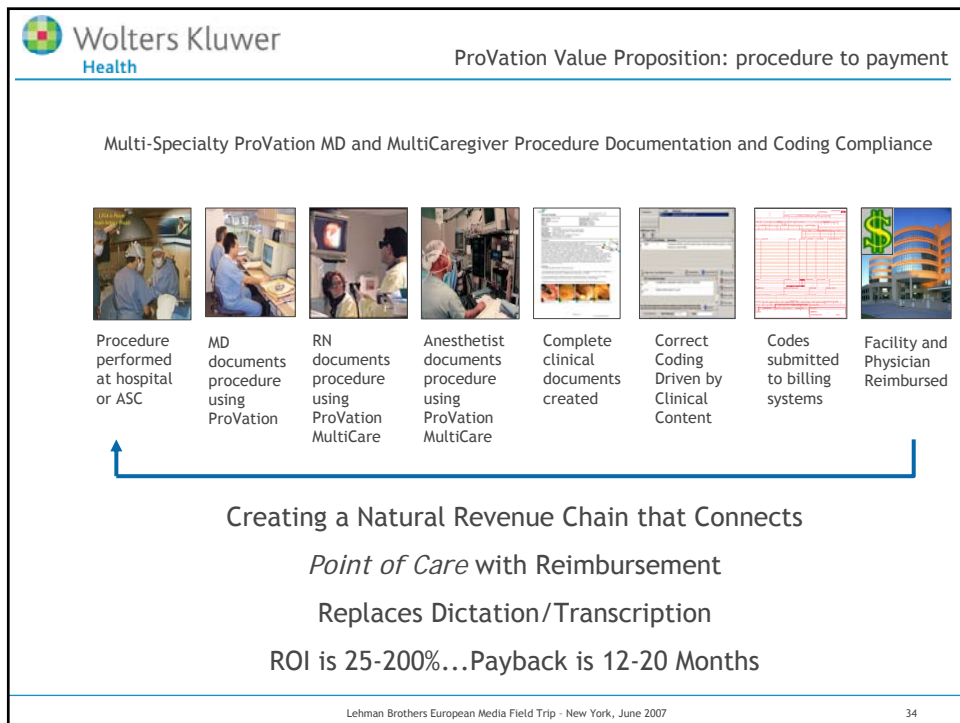 Wolters Kluwer
Health
ProVation Value Proposition: procedure to payment
Multi-Specialty ProVation MD and MultiCaregiver Procedure Documentation and Coding Compliance
Procedure
performed
at hospital
or ASC
MD
documents
procedure
using
ProVation
RN
documents
procedure
using
ProVation
MultiCare
Anesthetist
documents
procedure
using
ProVation
MultiCare
Complete
clinical
documents
created
Correct
Coding
Driven by
Clinical
Content
Codes
submitted
to billing
systems
$
Facility and
Physician
Reimbursed
Creating a Natural Revenue Chain that Connects
Point of Care with Reimbursement
Replaces Dictation/Transcription
ROI is 25-200%...Payback is 12-20 Months
Lehman Brothers European Media Field Trip - New York, June 2007
34